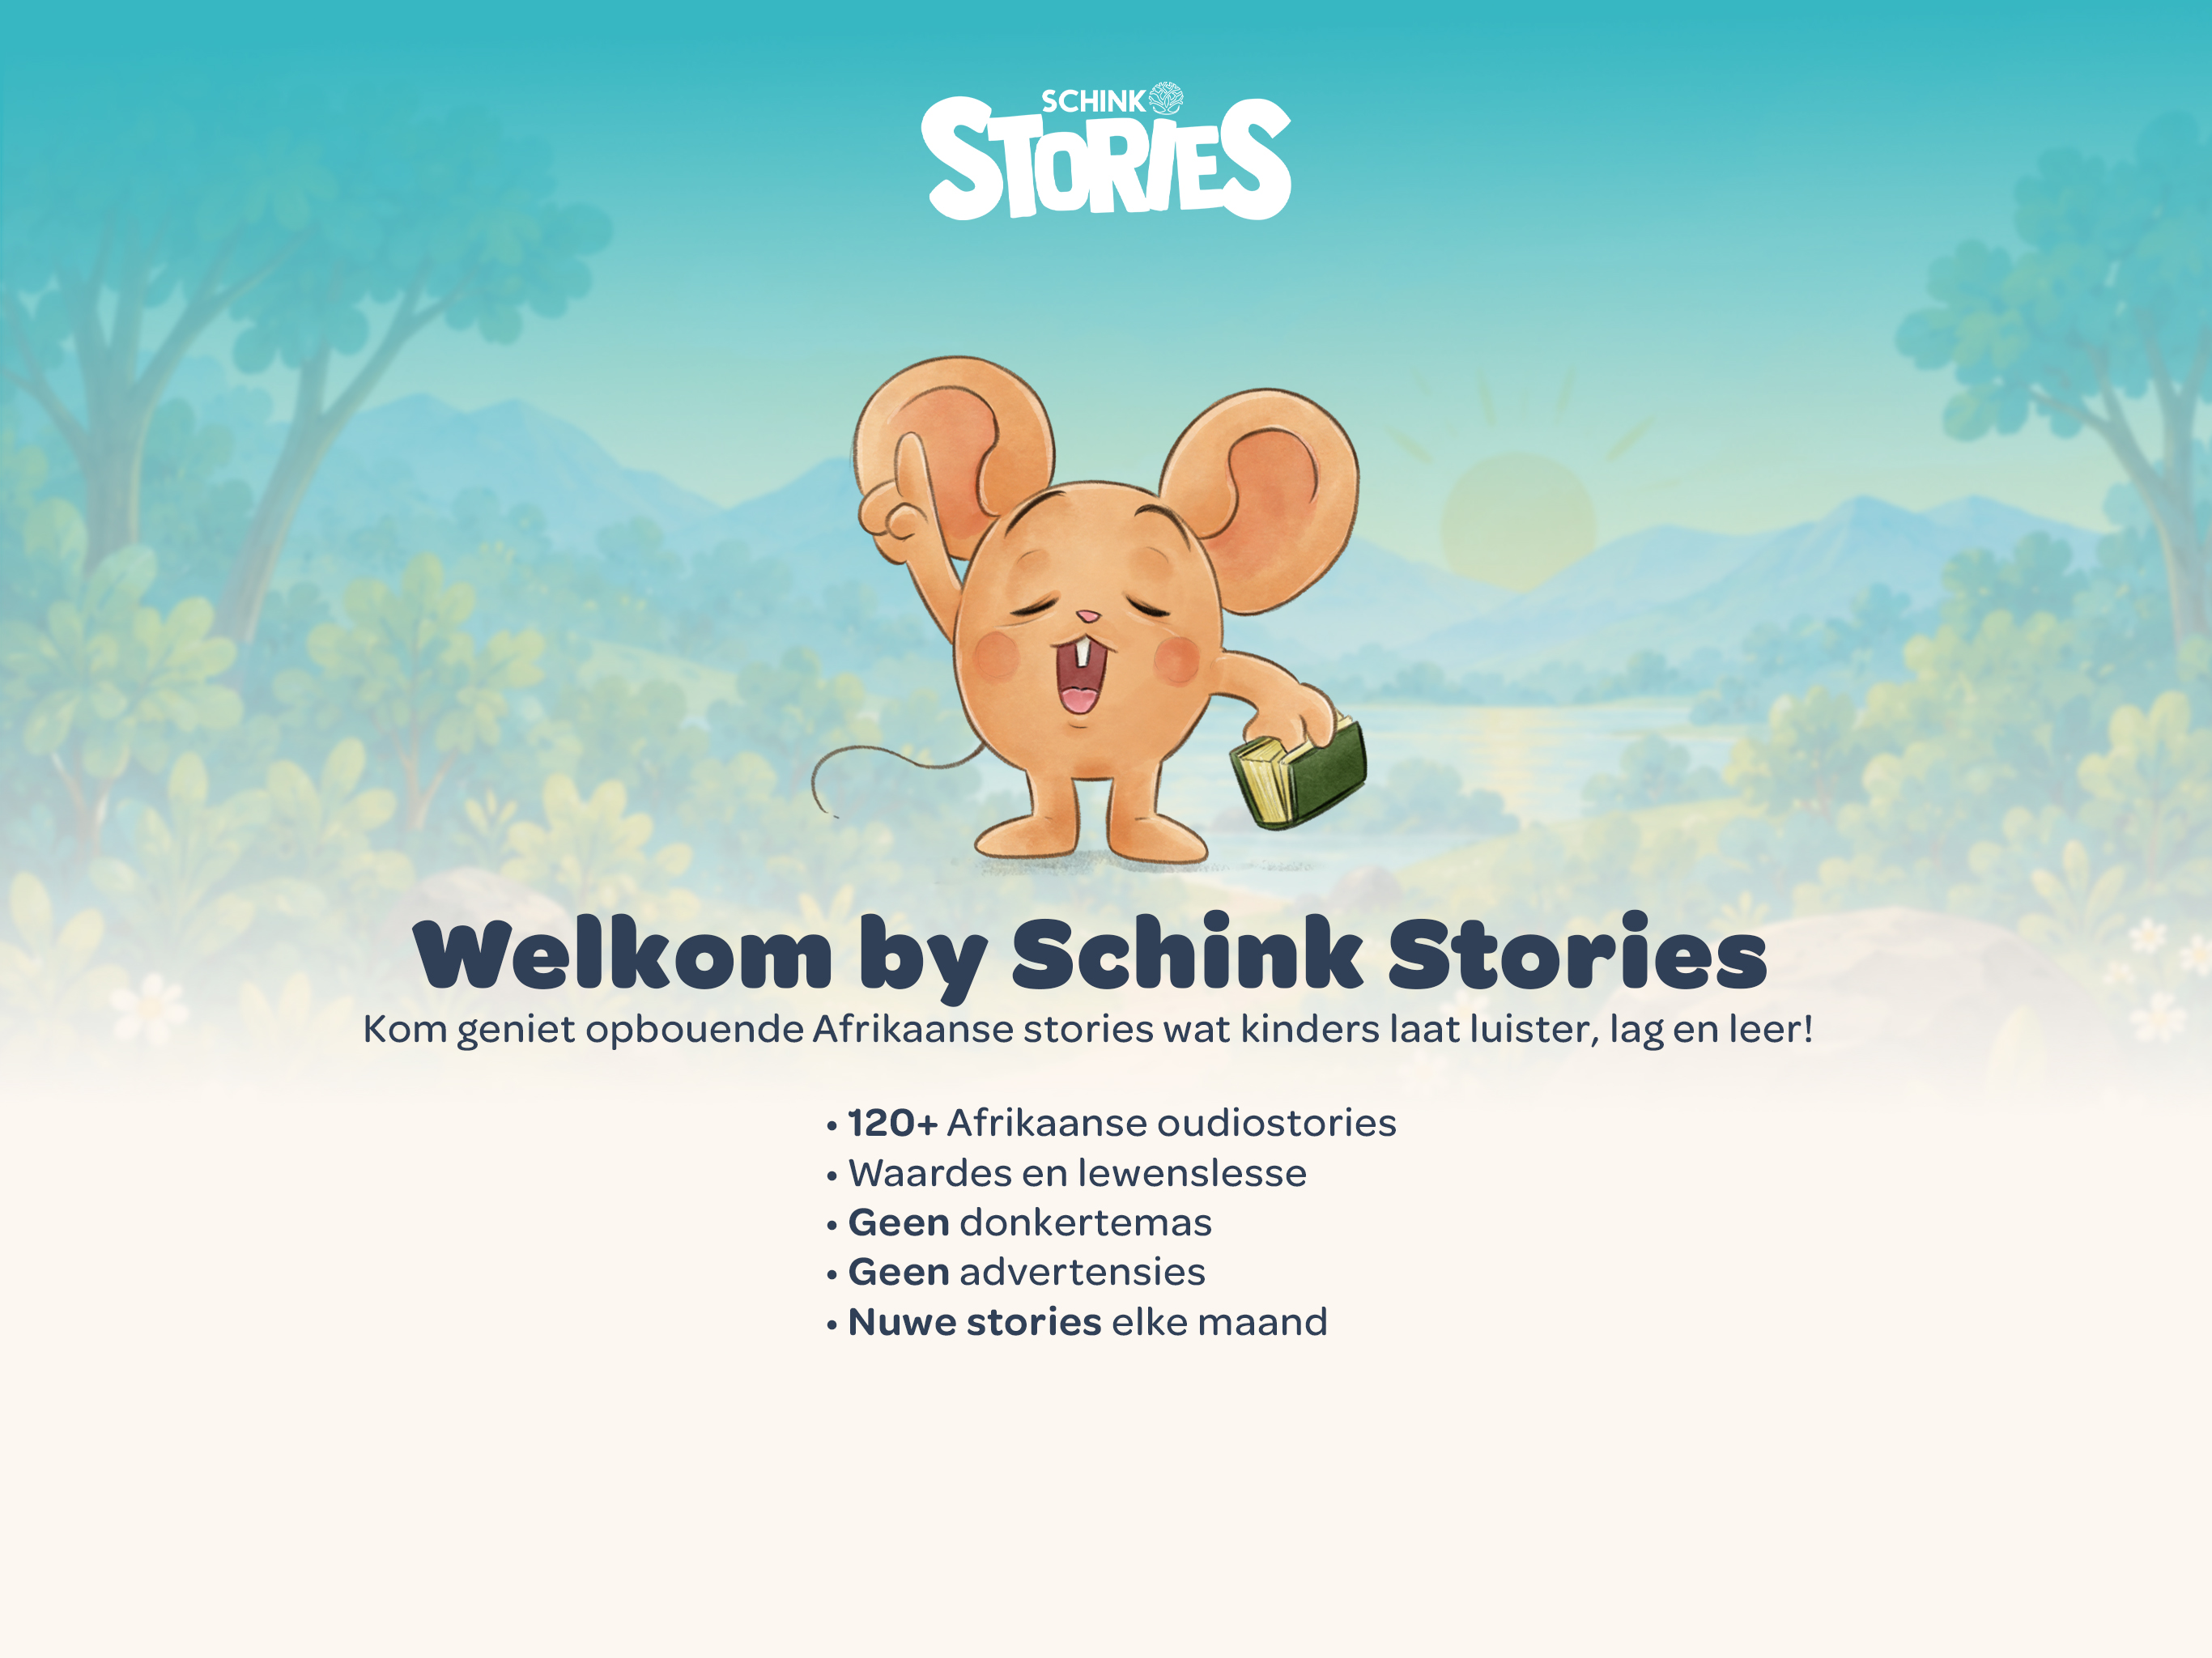 SCHINK
STORIES
Welkom by Schink Stories
Kom geniet opbouende Afrikaanse stories wat kinders laat luister, lag en leer!
• 120+ Afrikaanse oudiostories
• Waardes en lewenslesse
• Geen donkertemas
• Geen advertensies
• Nuwe stories elke maand